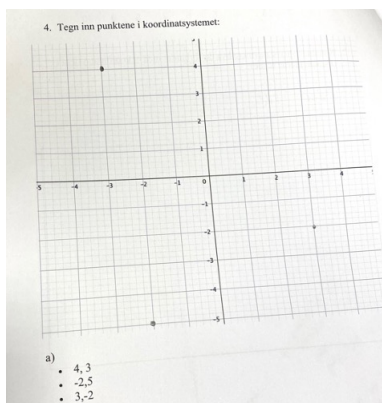 4. Tegn inn punktene i koordinatsystemet:
4
3
2
1
-5 -4 -3 -2 -1 0 1 2 3 4
-1
-2
-3
-4
-5
a)
• 4, 3
• -2,5
• 3,-2